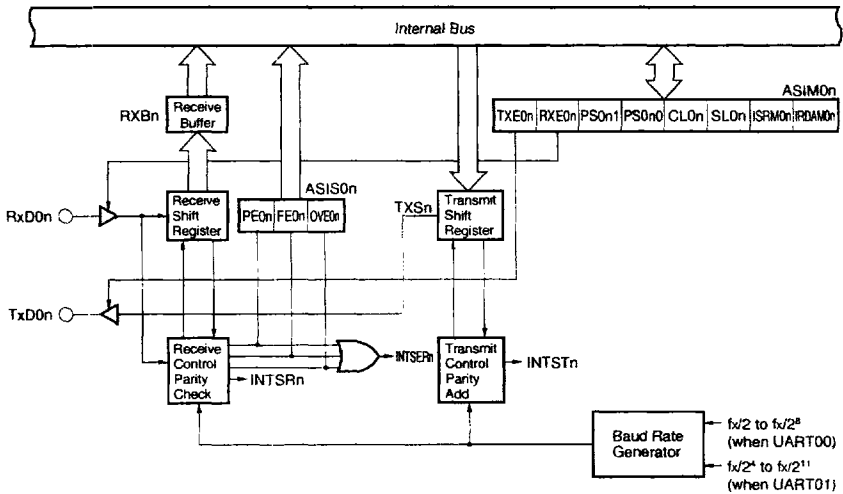 Internal Bus
ASIM0n
RXBn
Receive
Buffer
TXE0n RXE0n PS0n1 PS0n0 CL0n SL0n ISRM0n IRDAM0n
ASIS0n
RxD0n
Receive
Shift
Register
PE0n FE0n OVE0n
TXSn
Transmit
Shift
Register
TxD0n
Receive
Control
Parity
Check
INTSERn
INTSRn
Transmit
Control
Parity
Add
INTSTn
Baud Rate
Generator
fx/2 to fx/2⁸
(when UART00)
fx/2⁴ to fx/2¹¹
(when UART01)